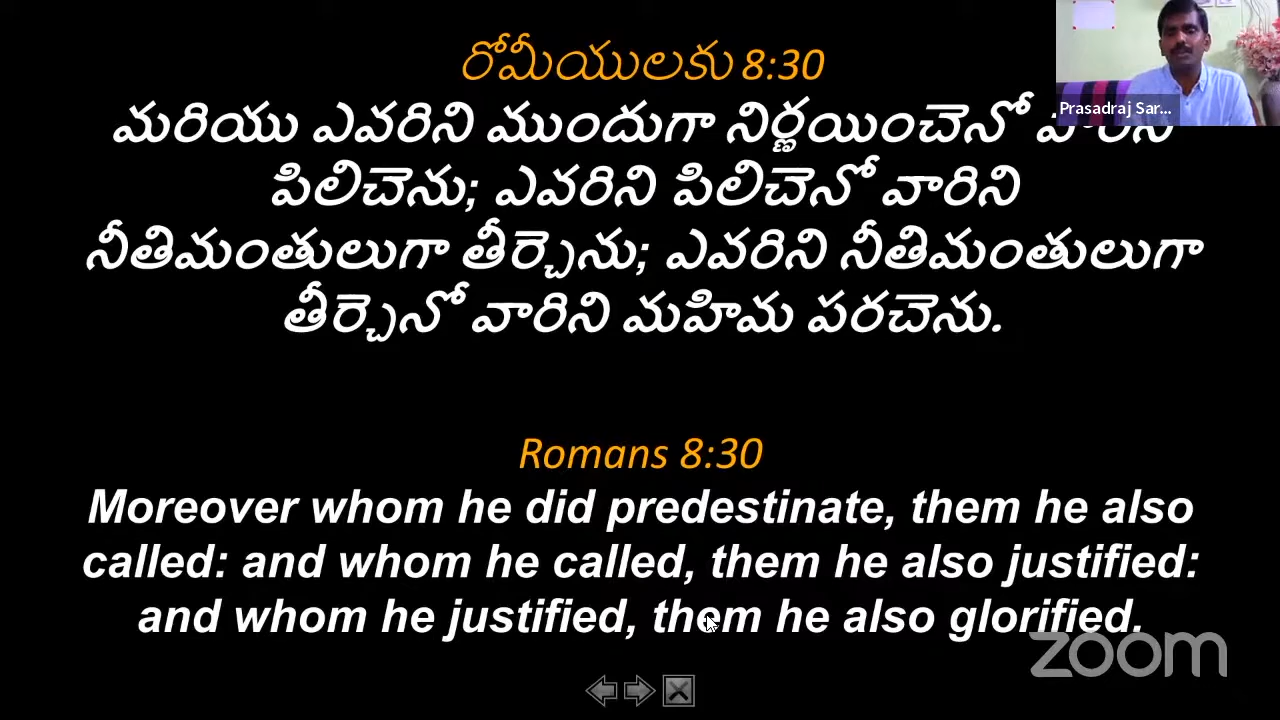 రోమీయులకు 8:30
మరియు ఎవరిని ముందుగా నిర్ణయించెనో
పిలిచెను; ఎవరిని పిలిచెనో వారిని
నీతిమంతులుగా తీర్చెను; ఎవరిని నీతిమంతులుగా
తీర్చెనో వారిని మహిమ పరచెను.
Prasadraj Sar...
Romans 8:30
Moreover whom he did predestinate, them he also
called: and whom he called, them he also justified:
and whom he justified, them he also glorified.
zoom